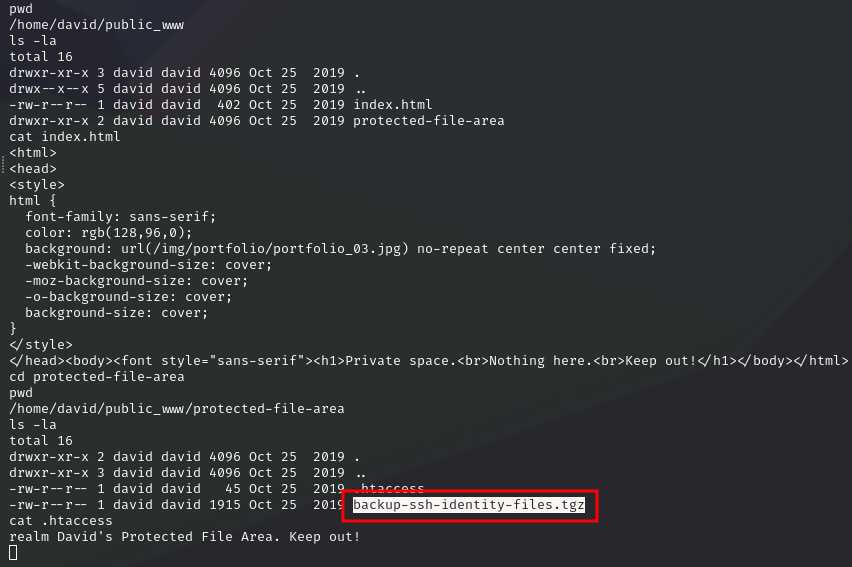 pwd
/home/david/public_www
ls -la
total 16
drwxr-xr-x 3 david david 4096 Oct 25  2019 .
drwx--x--x 5 david david 4096 Oct 25  2019 ..
-rw-r--r-- 1 david david  402 Oct 25  2019 index.html
drwxr-xr-x 2 david david 4096 Oct 25  2019 protected-file-area
cat index.html
<html>
<head>
<style>
html {
  font-family: sans-serif;
  color: rgb(128,96,0);
  background: url(/img/portfolio/portfolio_03.jpg) no-repeat center center fixed;
  -webkit-background-size: cover;
  -moz-background-size: cover;
  -o-background-size: cover;
  background-size: cover;
}
</style>
</head><body><font style="sans-serif"><h1>Private space.<br>Nothing here.<br>Keep out!</h1></body></html>
cd protected-file-area
pwd
/home/david/public_www/protected-file-area
ls -la
total 16
drwxr-xr-x 2 david david 4096 Oct 25  2019 .
drwxr-xr-x 3 david david 4096 Oct 25  2019 ..
-rw-r--r-- 1 david david   45 Oct 25  2019 .htaccess
-rw-r--r-- 1 david david 1915 Oct 25  2019 backup-ssh-identity-files.tgz
cat .htaccess
realm David's Protected File Area. Keep out!